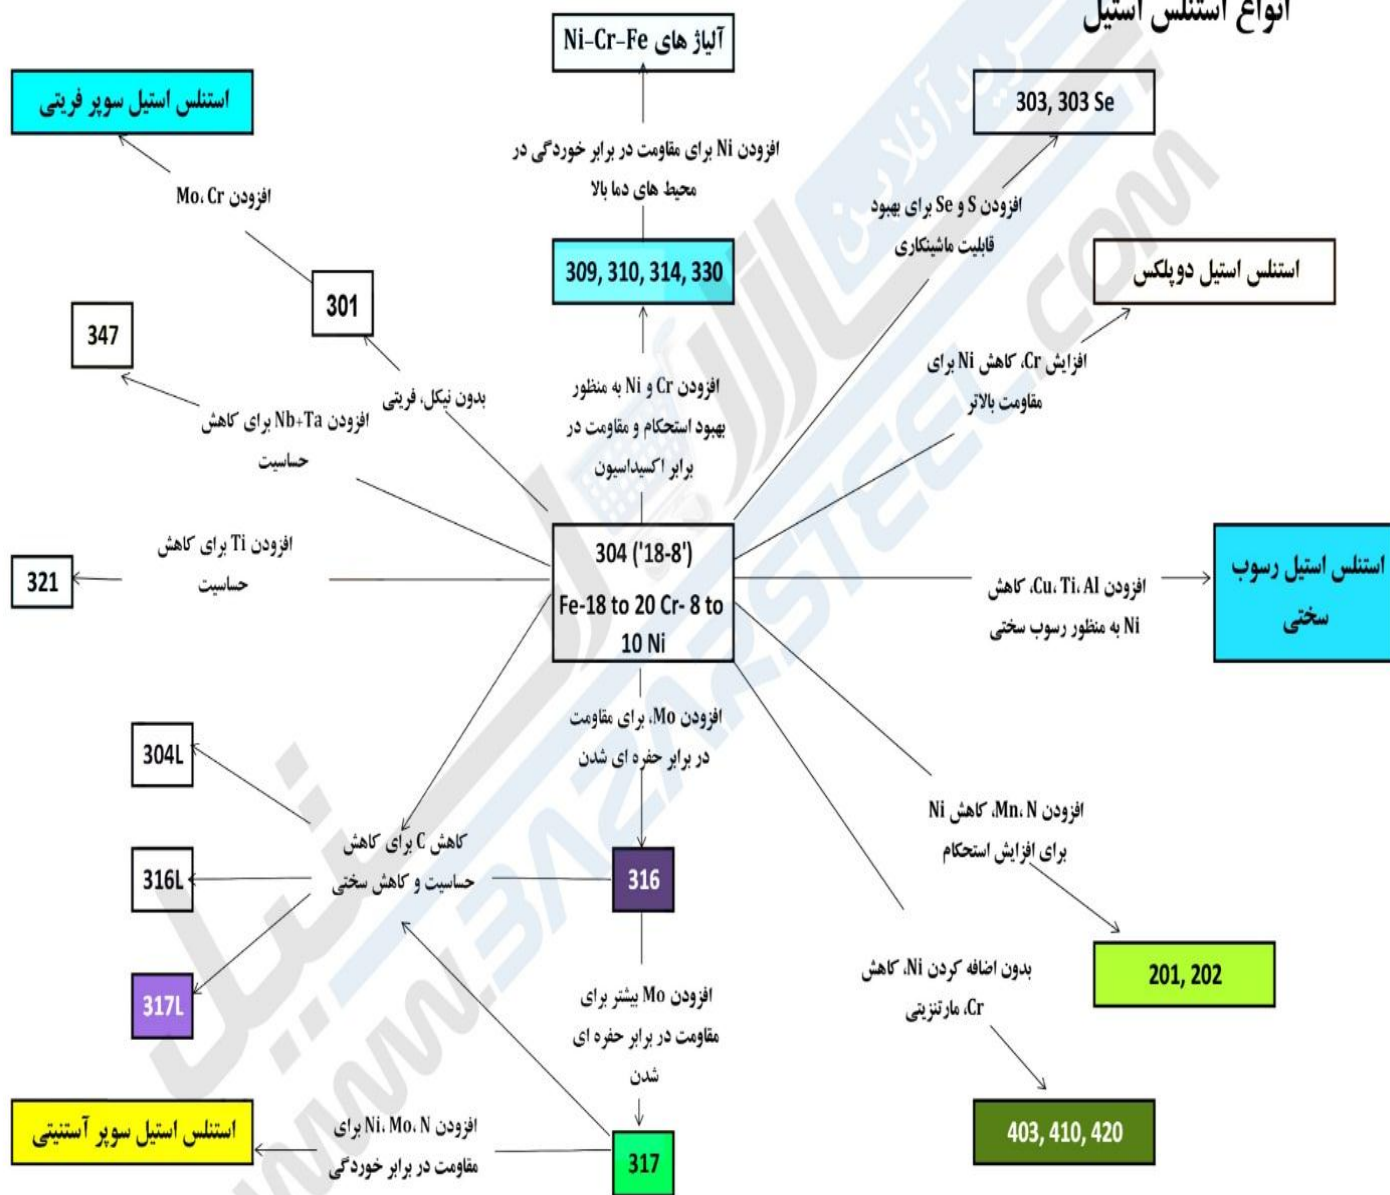 انواع استنلس استیل
آلیاژ های Ni-Cr-Fe
استنلس استیل سوپر فریتی
303, 303 Se
افزودن Ni برای مقاومت در برابر خوردگی در
محیط های دما بالا
افزودن Mo، Cr
افزودن S و Se برای بهبود
قابلیت ماشینکاری
309, 310, 314, 330
استنلس استیل دوپلکس
301
347
افزایش Cr، کاهش Ni برای
مقاومت بالاتر
افزودن Cr و Ni به منظور
بهبود استحکام و مقاومت در
برابر اکسیداسیون
بدون نیکل، فریتی
افزودن Nb+Ta برای کاهش
حساسیت
304 ('18-8')
Fe-18 to 20 Cr- 8 to
10 Ni
افزودن Ti برای کاهش
حساسیت
321
افزودن Cu، Ti، Al، کاهش
Ni به منظور رسوب سختی
استنلس استیل رسوب
سختی
افزودن Mo، برای مقاومت
در برابر حفره ای شدن
304L
افزودن Mn، N، کاهش Ni
برای افزایش استحکام
کاهش C برای کاهش
حساسیت و کاهش سختی
316L
316
201, 202
بدون اضافه کردن Ni، کاهش
Cr، مارتنزیتی
317L
افزودن Mo بیشتر برای
مقاومت در برابر حفره ای
شدن
403, 410, 420
استنلس استیل سوپر آستنیتی
افزودن Ni، Mo، N برای
مقاومت در برابر خوردگی
317
بازار استیل
خرید آنلاین
WWW.BAZARSTEEL.COM